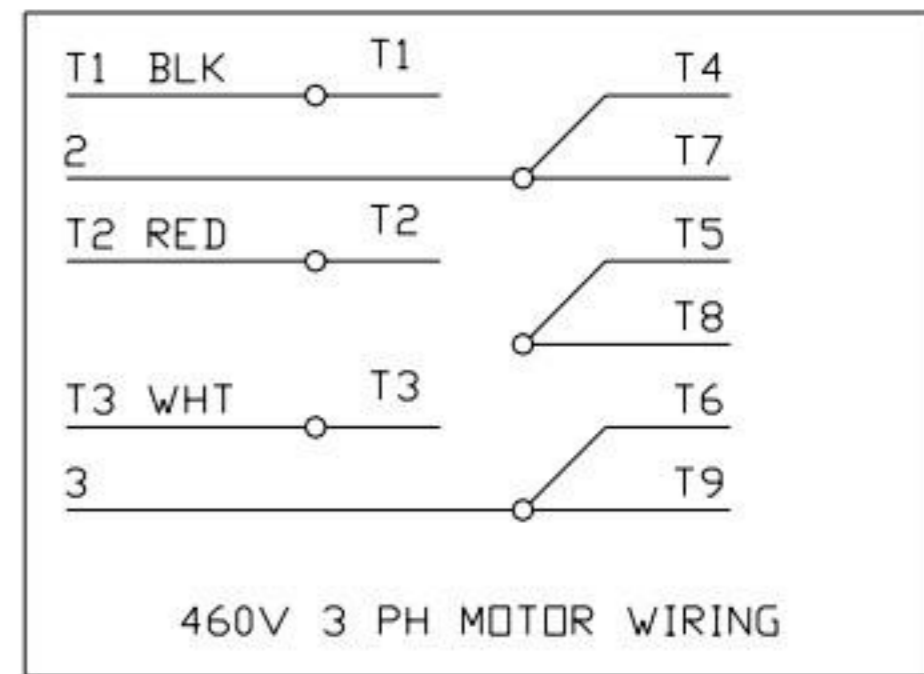 T1 BLK T1 T4
2 T7
T2 RED T2 T5
T8
T3 WHT T3 T6
3 T9
460V 3 PH MOTOR WIRING